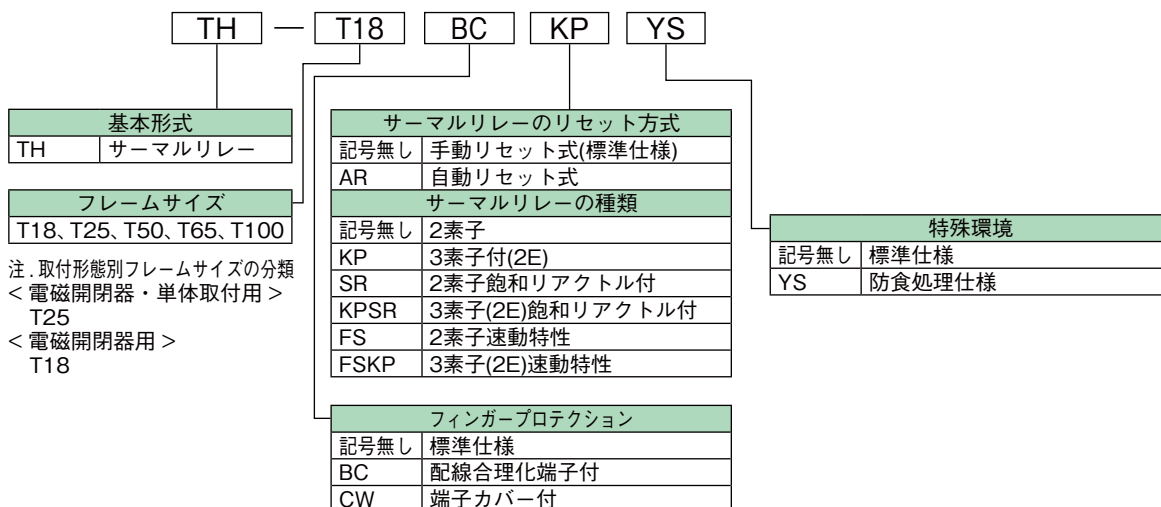 TH — T18 BC KP YS
基本形式
TH サーマルリレー
フレームサイズ
T18、T25、T50、T65、T100
注.取付形態別フレームサイズの分類
<電磁開閉器・単体取付用>
T25
<電磁開閉器用>
T18
サーマルリレーのリセット方式
記号無し 手動リセット式(標準仕様)
AR 自動リセット式
サーマルリレーの種類
記号無し 2素子
KP 3素子付(2E)
SR 2素子飽和リアクトル付
KPSR 3素子(2E)飽和リアクトル付
FS 2素子速動特性
FSKP 3素子(2E)速動特性
フィンガープロテクション
記号無し 標準仕様
BC 配線合理化端子付
CW 端子カバー付
特殊環境
記号無し 標準仕様
YS 防食処理仕様